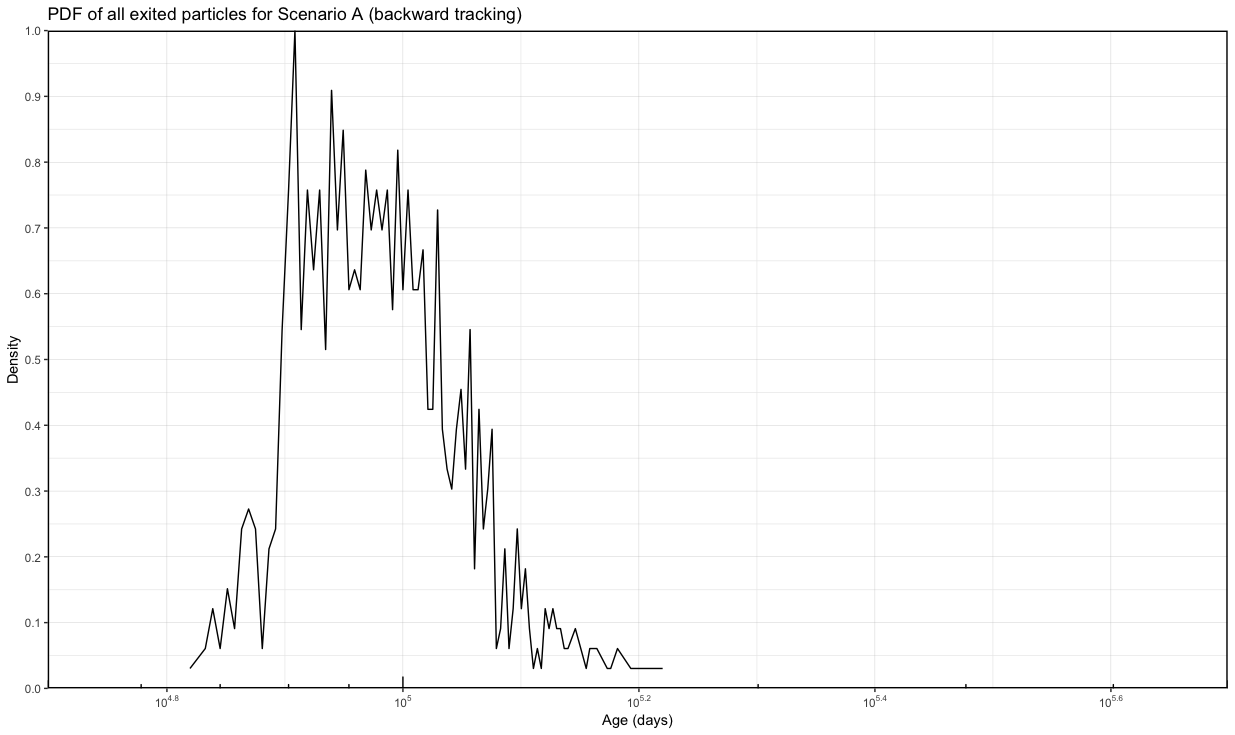 PDF of all exited particles for Scenario A (backward tracking)
1.0
0.9
0.8
0.7
0.6
0.5
0.4
0.3
0.2
0.1
0.0
Density
10^4.8 10^5 10^5.2 10^5.4 10^5.6
Age (days)